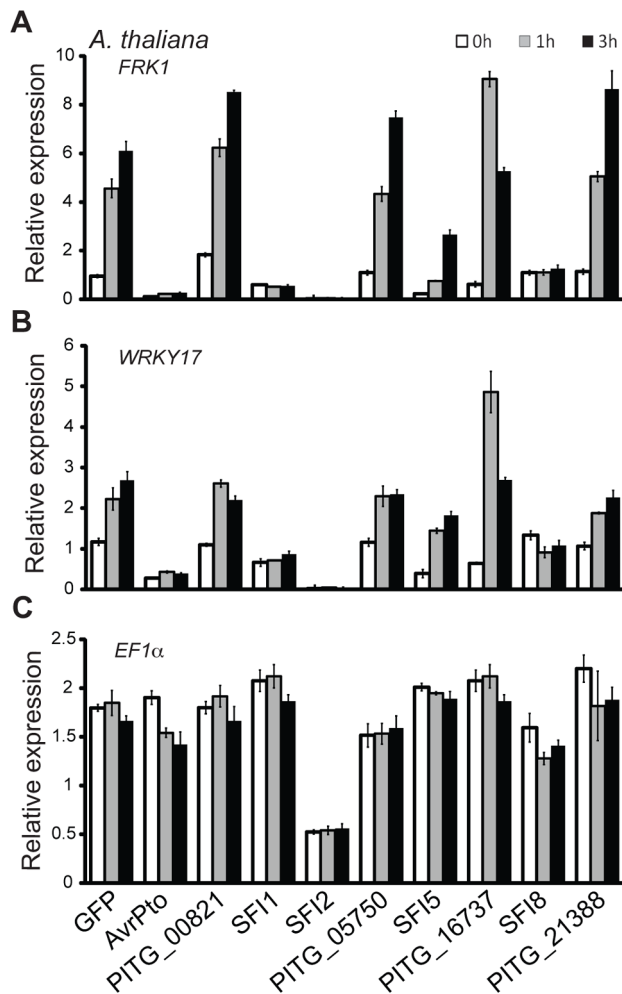 A
A. thaliana
FRK1
0h 1h 3h
Relative expression
10
8
6
4
2
0
B
WRKY17
Relative expression
6
5
4
3
2
1
0
C
EF1α
Relative expression
2.5
2
1.5
1
0.5
0
GFP
AvrPto
PITG_00821
SFI1
SFI2
PITG_05750
SFI5
PITG_16737
SFI8
PITG_21388